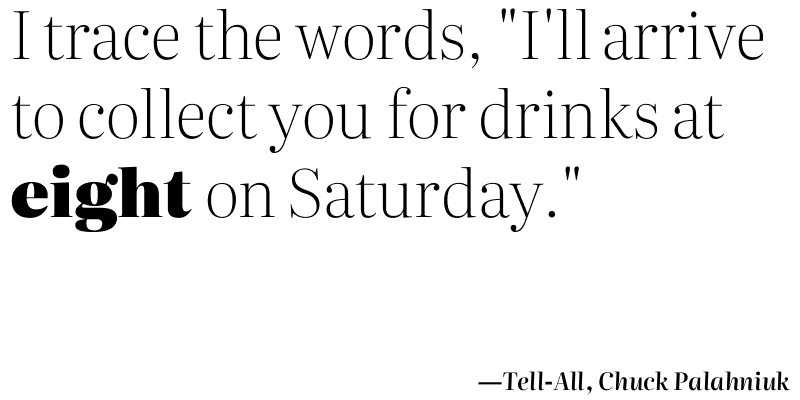 I trace the words, "I'll arrive
to collect you for drinks at
eight on Saturday."
—Tell-All, Chuck Palahniuk